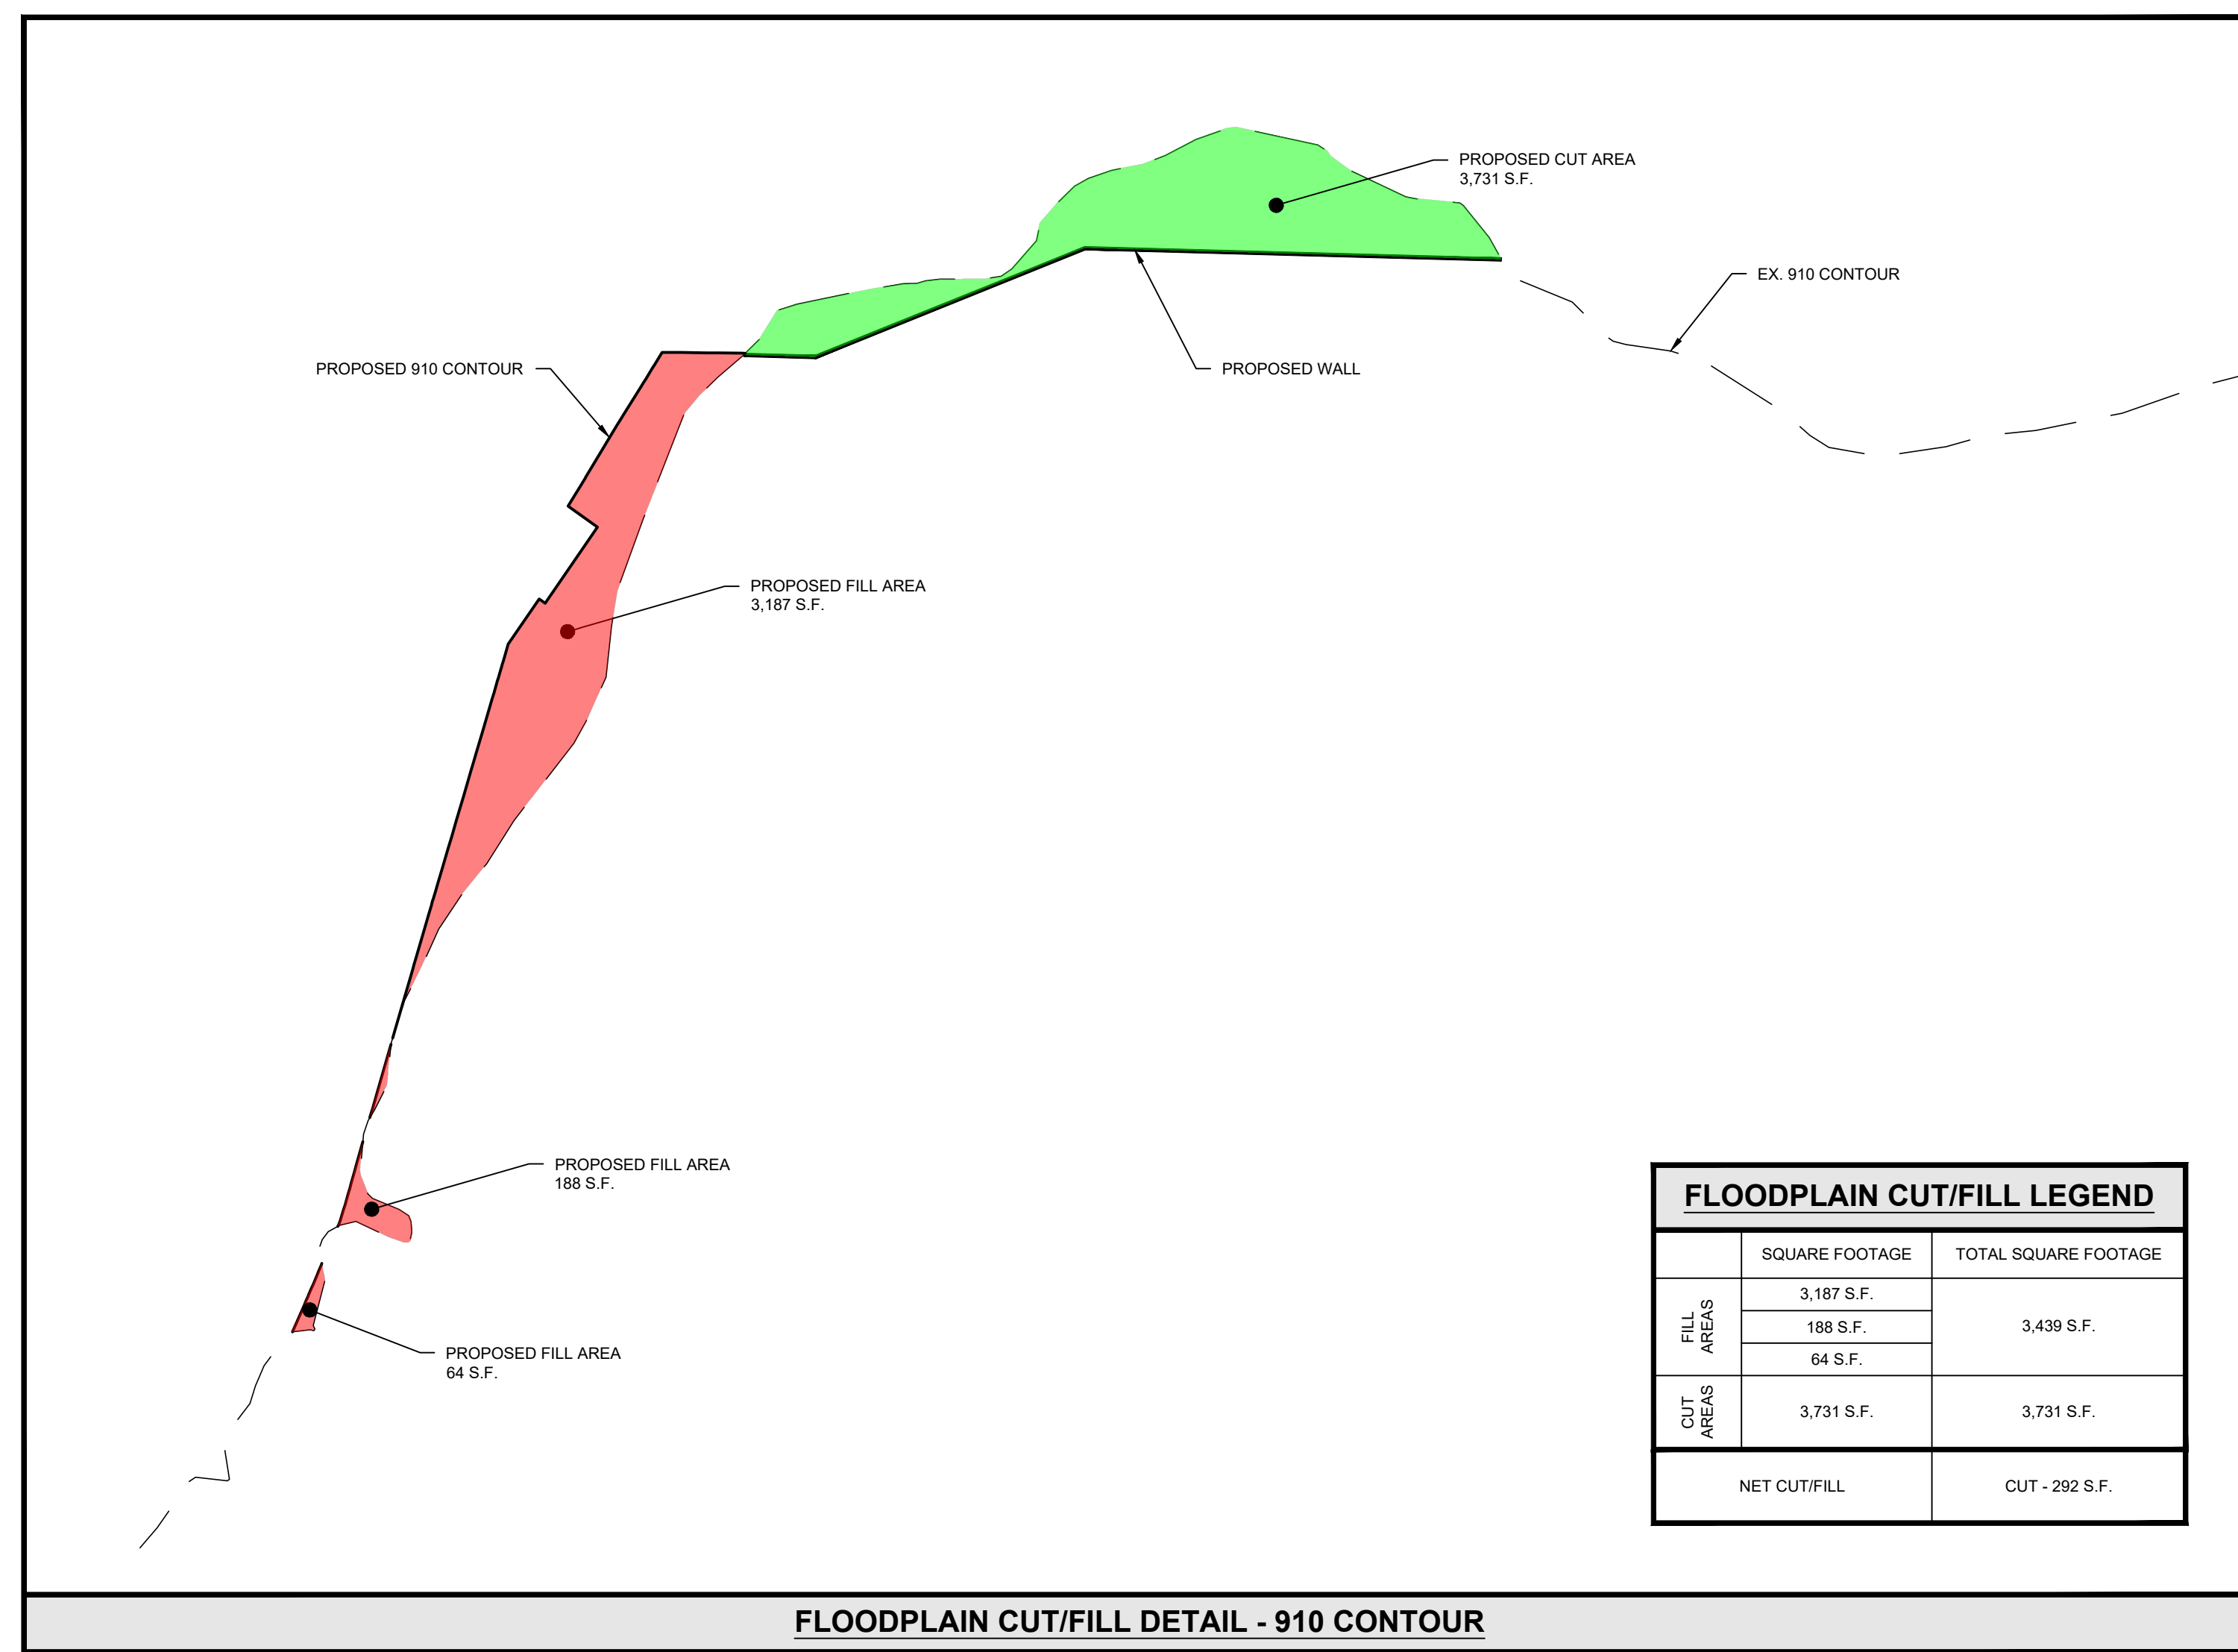 PROPOSED CUT AREA
3,731 S.F.
EX. 910 CONTOUR
PROPOSED 910 CONTOUR
PROPOSED WALL
PROPOSED FILL AREA
3,187 S.F.
PROPOSED FILL AREA
188 S.F.
PROPOSED FILL AREA
64 S.F.
FLOODPLAIN CUT/FILL LEGEND
SQUARE FOOTAGE
TOTAL SQUARE FOOTAGE
FILL
AREAS
3,187 S.F.
188 S.F.
64 S.F.
3,439 S.F.
CUT
AREAS
3,731 S.F.
3,731 S.F.
NET CUT/FILL
CUT - 292 S.F.
FLOODPLAIN CUT/FILL DETAIL - 910 CONTOUR